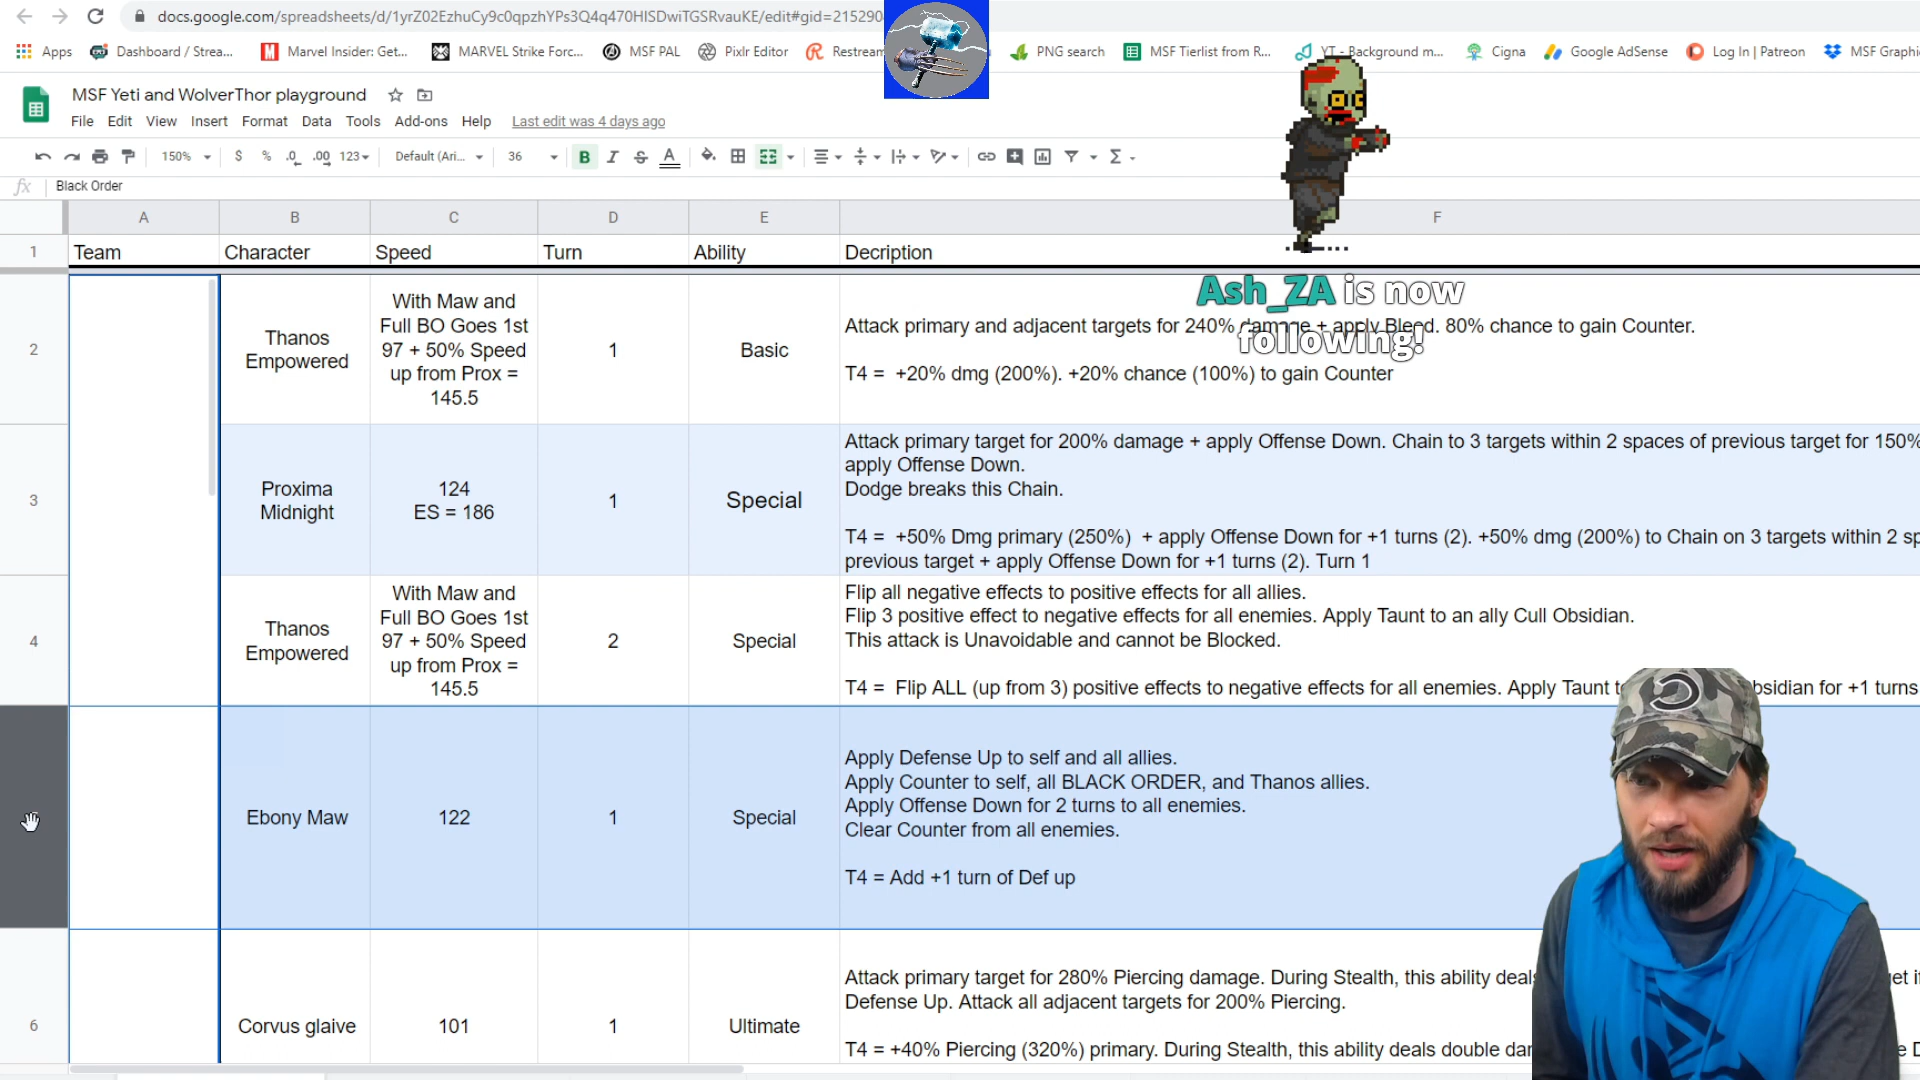 docs.google.com/spreadsheets/d/1yrZ02EzhuCy9c0qpzhYPs3Q4q470HISDwiTGSRvauKE/edit#gid=215290
Apps Dashboard / Strea... Marvel Insider: Get... MARVEL Strike Forc... MSF PAL Pixlr Editor Restream PNG search MSF Tierlist from R... YT - Background m... Cigna Google AdSense Log In | Patreon MSF Graphi
MSF Yeti and WolverThor playground
File Edit View Insert Format Data Tools Add-ons Help Last edit was 4 days ago
150% $ % .0 .00 123 Default (Ari... 36 B I S A
fx Black Order
A B C D E F
1 Team Character Speed Turn Ability Decription
Ash_ZA is now
following!
2
Thanos
Empowered
With Maw and
Full BO Goes 1st
97 + 50% Speed
up from Prox =
145.5
1
Basic
Attack primary and adjacent targets for 240% damage + apply Bleed. 80% chance to gain Counter.
T4 = +20% dmg (200%). +20% chance (100%) to gain Counter
3
Proxima
Midnight
124
ES = 186
1
Special
Attack primary target for 200% damage + apply Offense Down. Chain to 3 targets within 2 spaces of previous target for 150%
apply Offense Down.
Dodge breaks this Chain.
T4 = +50% Dmg primary (250%) + apply Offense Down for +1 turns (2). +50% dmg (200%) to Chain on 3 targets within 2 sp
previous target + apply Offense Down for +1 turns (2). Turn 1
4
Thanos
Empowered
With Maw and
Full BO Goes 1st
97 + 50% Speed
up from Prox =
145.5
2
Special
Flip all negative effects to positive effects for all allies.
Flip 3 positive effect to negative effects for all enemies. Apply Taunt to an ally Cull Obsidian.
This attack is Unavoidable and cannot be Blocked.
T4 = Flip ALL (up from 3) positive effects to negative effects for all enemies. Apply Taunt t bsidian for +1 turns
Ebony Maw
122
1
Special
Apply Defense Up to self and all allies.
Apply Counter to self, all BLACK ORDER, and Thanos allies.
Apply Offense Down for 2 turns to all enemies.
Clear Counter from all enemies.
T4 = Add +1 turn of Def up
6
Corvus glaive
101
1
Ultimate
Attack primary target for 280% Piercing damage. During Stealth, this ability deals et if
Defense Up. Attack all adjacent targets for 200% Piercing.
T4 = +40% Piercing (320%) primary. During Stealth, this ability deals double dar e D